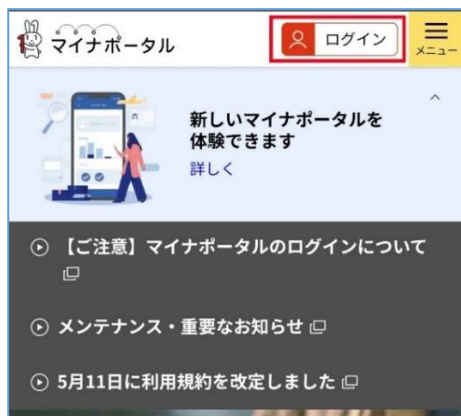 マイナポータル
ログイン
メニュー
新しいマイナポータルを
体験できます
詳しく
【ご注意】マイナポータルのログインについて
メンテナンス・重要なお知らせ
5月11日に利用規約を改定しました